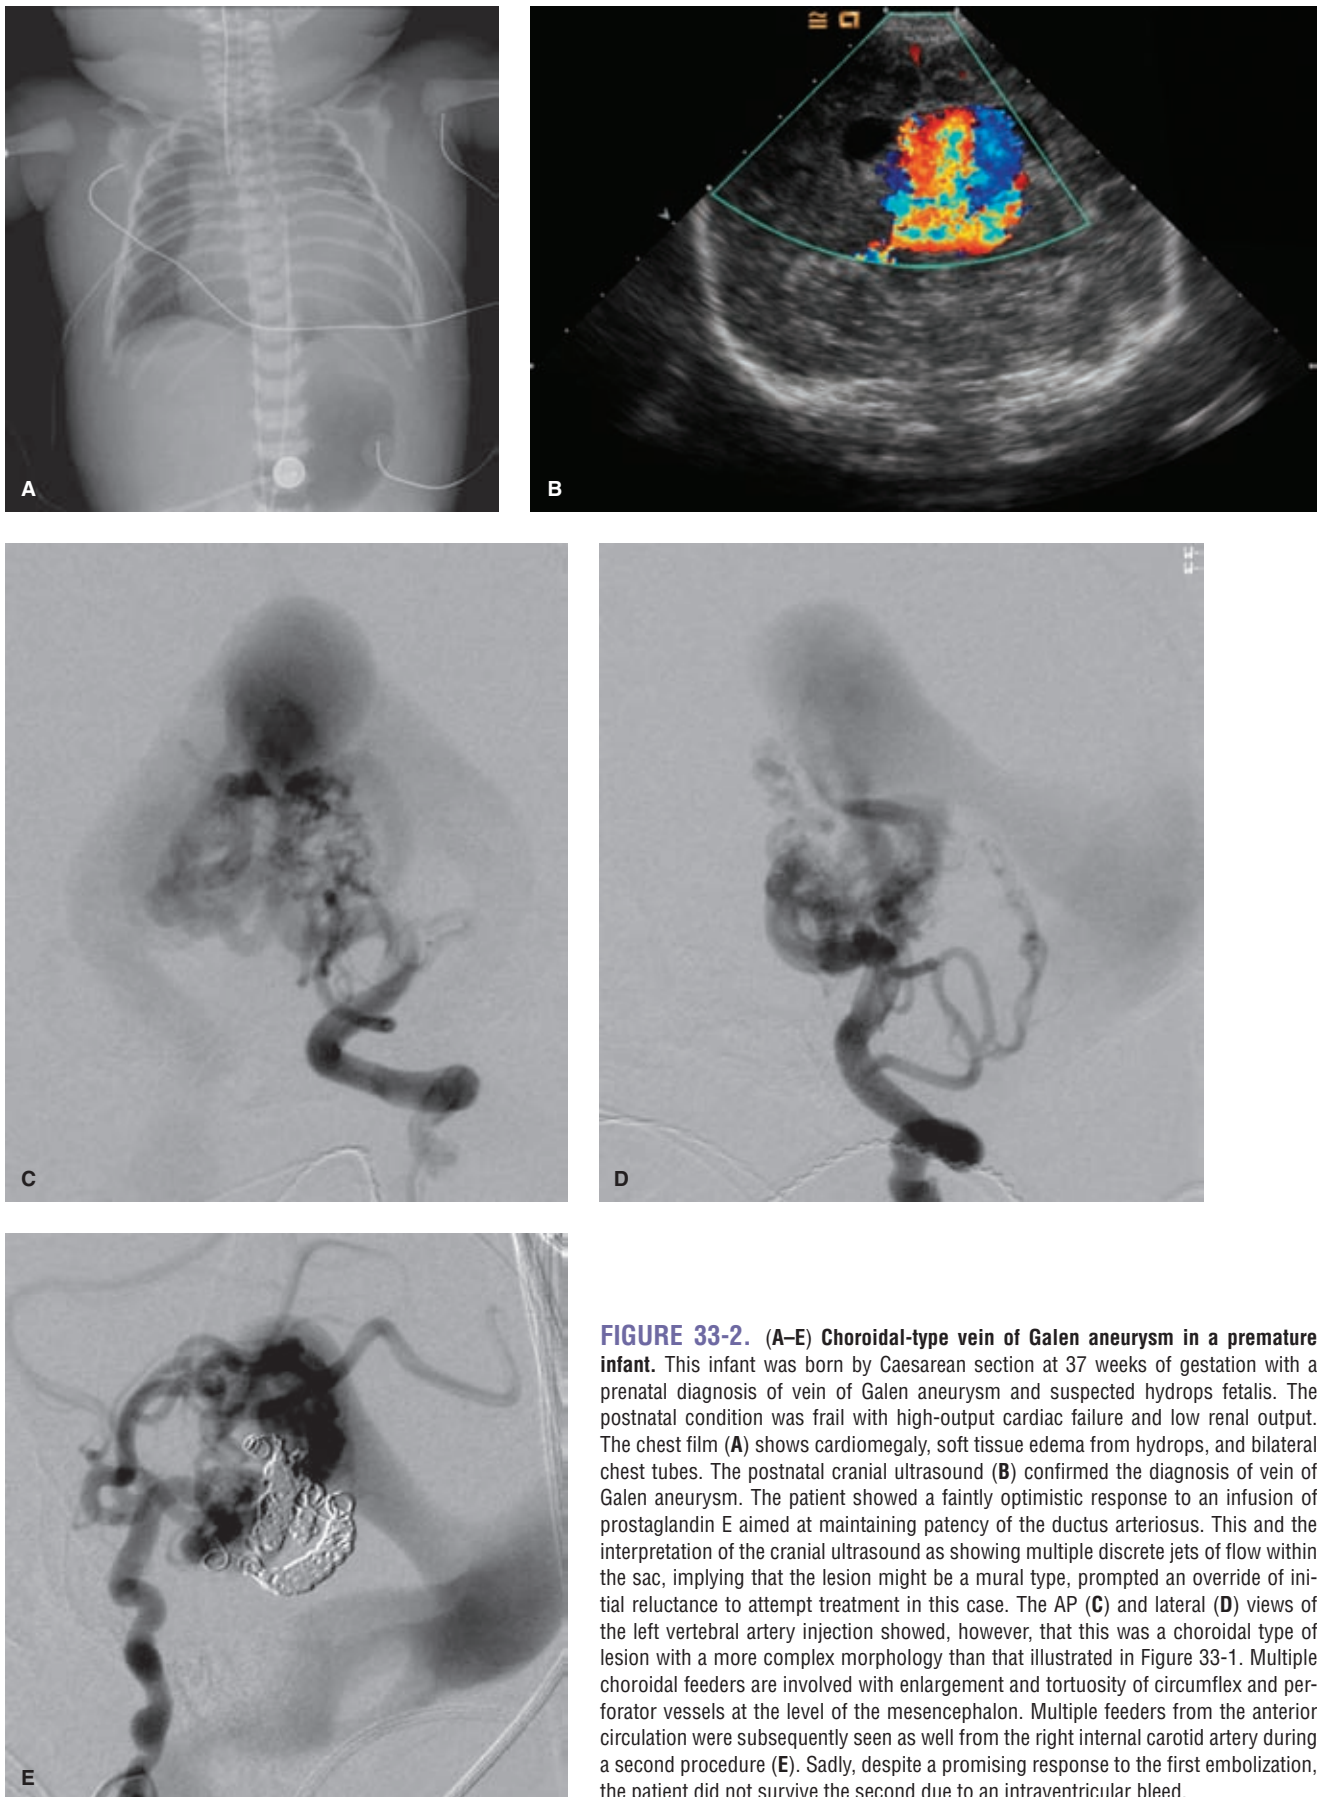 A
B
C
D
E
FIGURE 33-2. (A–E) Choroidal-type vein of Galen aneurysm in a premature
infant. This infant was born by Caesarean section at 37 weeks of gestation with a
prenatal diagnosis of vein of Galen aneurysm and suspected hydrops fetalis. The
postnatal condition was frail with high-output cardiac failure and low renal output.
The chest film (A) shows cardiomegaly, soft tissue edema from hydrops, and bilateral
chest tubes. The postnatal cranial ultrasound (B) confirmed the diagnosis of vein of
Galen aneurysm. The patient showed a faintly optimistic response to an infusion of
prostaglandin E aimed at maintaining patency of the ductus arteriosus. This and the
interpretation of the cranial ultrasound as showing multiple discrete jets of flow within
the sac, implying that the lesion might be a mural type, prompted an override of ini-
tial reluctance to attempt treatment in this case. The AP (C) and lateral (D) views of
the left vertebral artery injection showed, however, that this was a choroidal type of
lesion with a more complex morphology than that illustrated in Figure 33-1. Multiple
choroidal feeders are involved with enlargement and tortuosity of circumflex and per-
forator vessels at the level of the mesencephalon. Multiple feeders from the anterior
circulation were subsequently seen as well from the right internal carotid artery during
a second procedure (E). Sadly, despite a promising response to the first embolization,
the patient did not survive the second due to an intraventricular bleed.